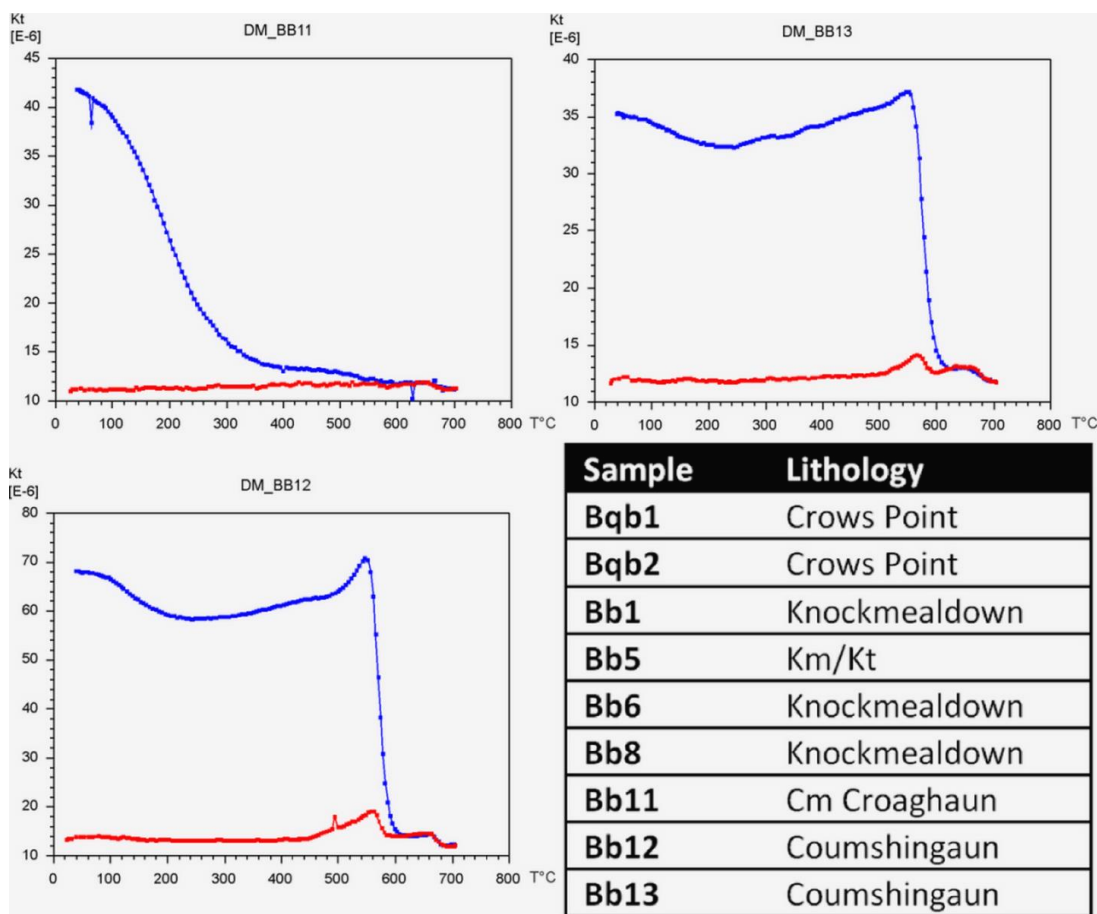 Kt
[E-6]
DM_BB11
45
40
35
30
25
20
15
10
0 100 200 300 400 500 600 700 800 T°C
Kt
[E-6]
DM_BB13
40
35
30
25
20
15
10
0 100 200 300 400 500 600 700 800 T°C
Kt
[E-6]
DM_BB12
80
70
60
50
40
30
20
10
0 100 200 300 400 500 600 700 800 T°C
Sample Lithology
Bqb1 Crows Point
Bqb2 Crows Point
Bb1 Knockmealdown
Bb5 Km/Kt
Bb6 Knockmealdown
Bb8 Knockmealdown
Bb11 Cm Croaghaun
Bb12 Coumshingaun
Bb13 Coumshingaun